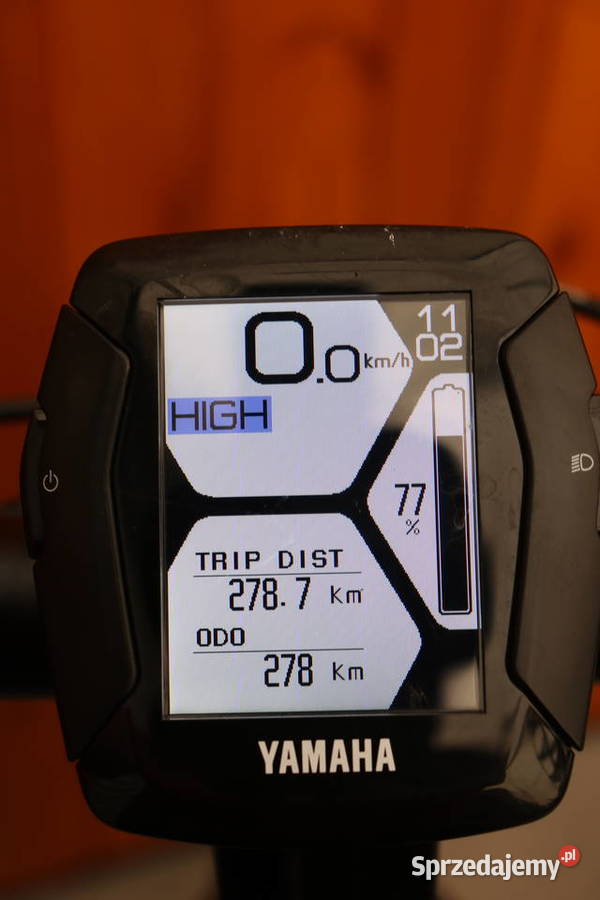 0.0 km/h
11
02
HIGH
77
%
TRIP DIST
278.7 Km
ODO
278 Km
YAMAHA
Sprzedajemy.pl